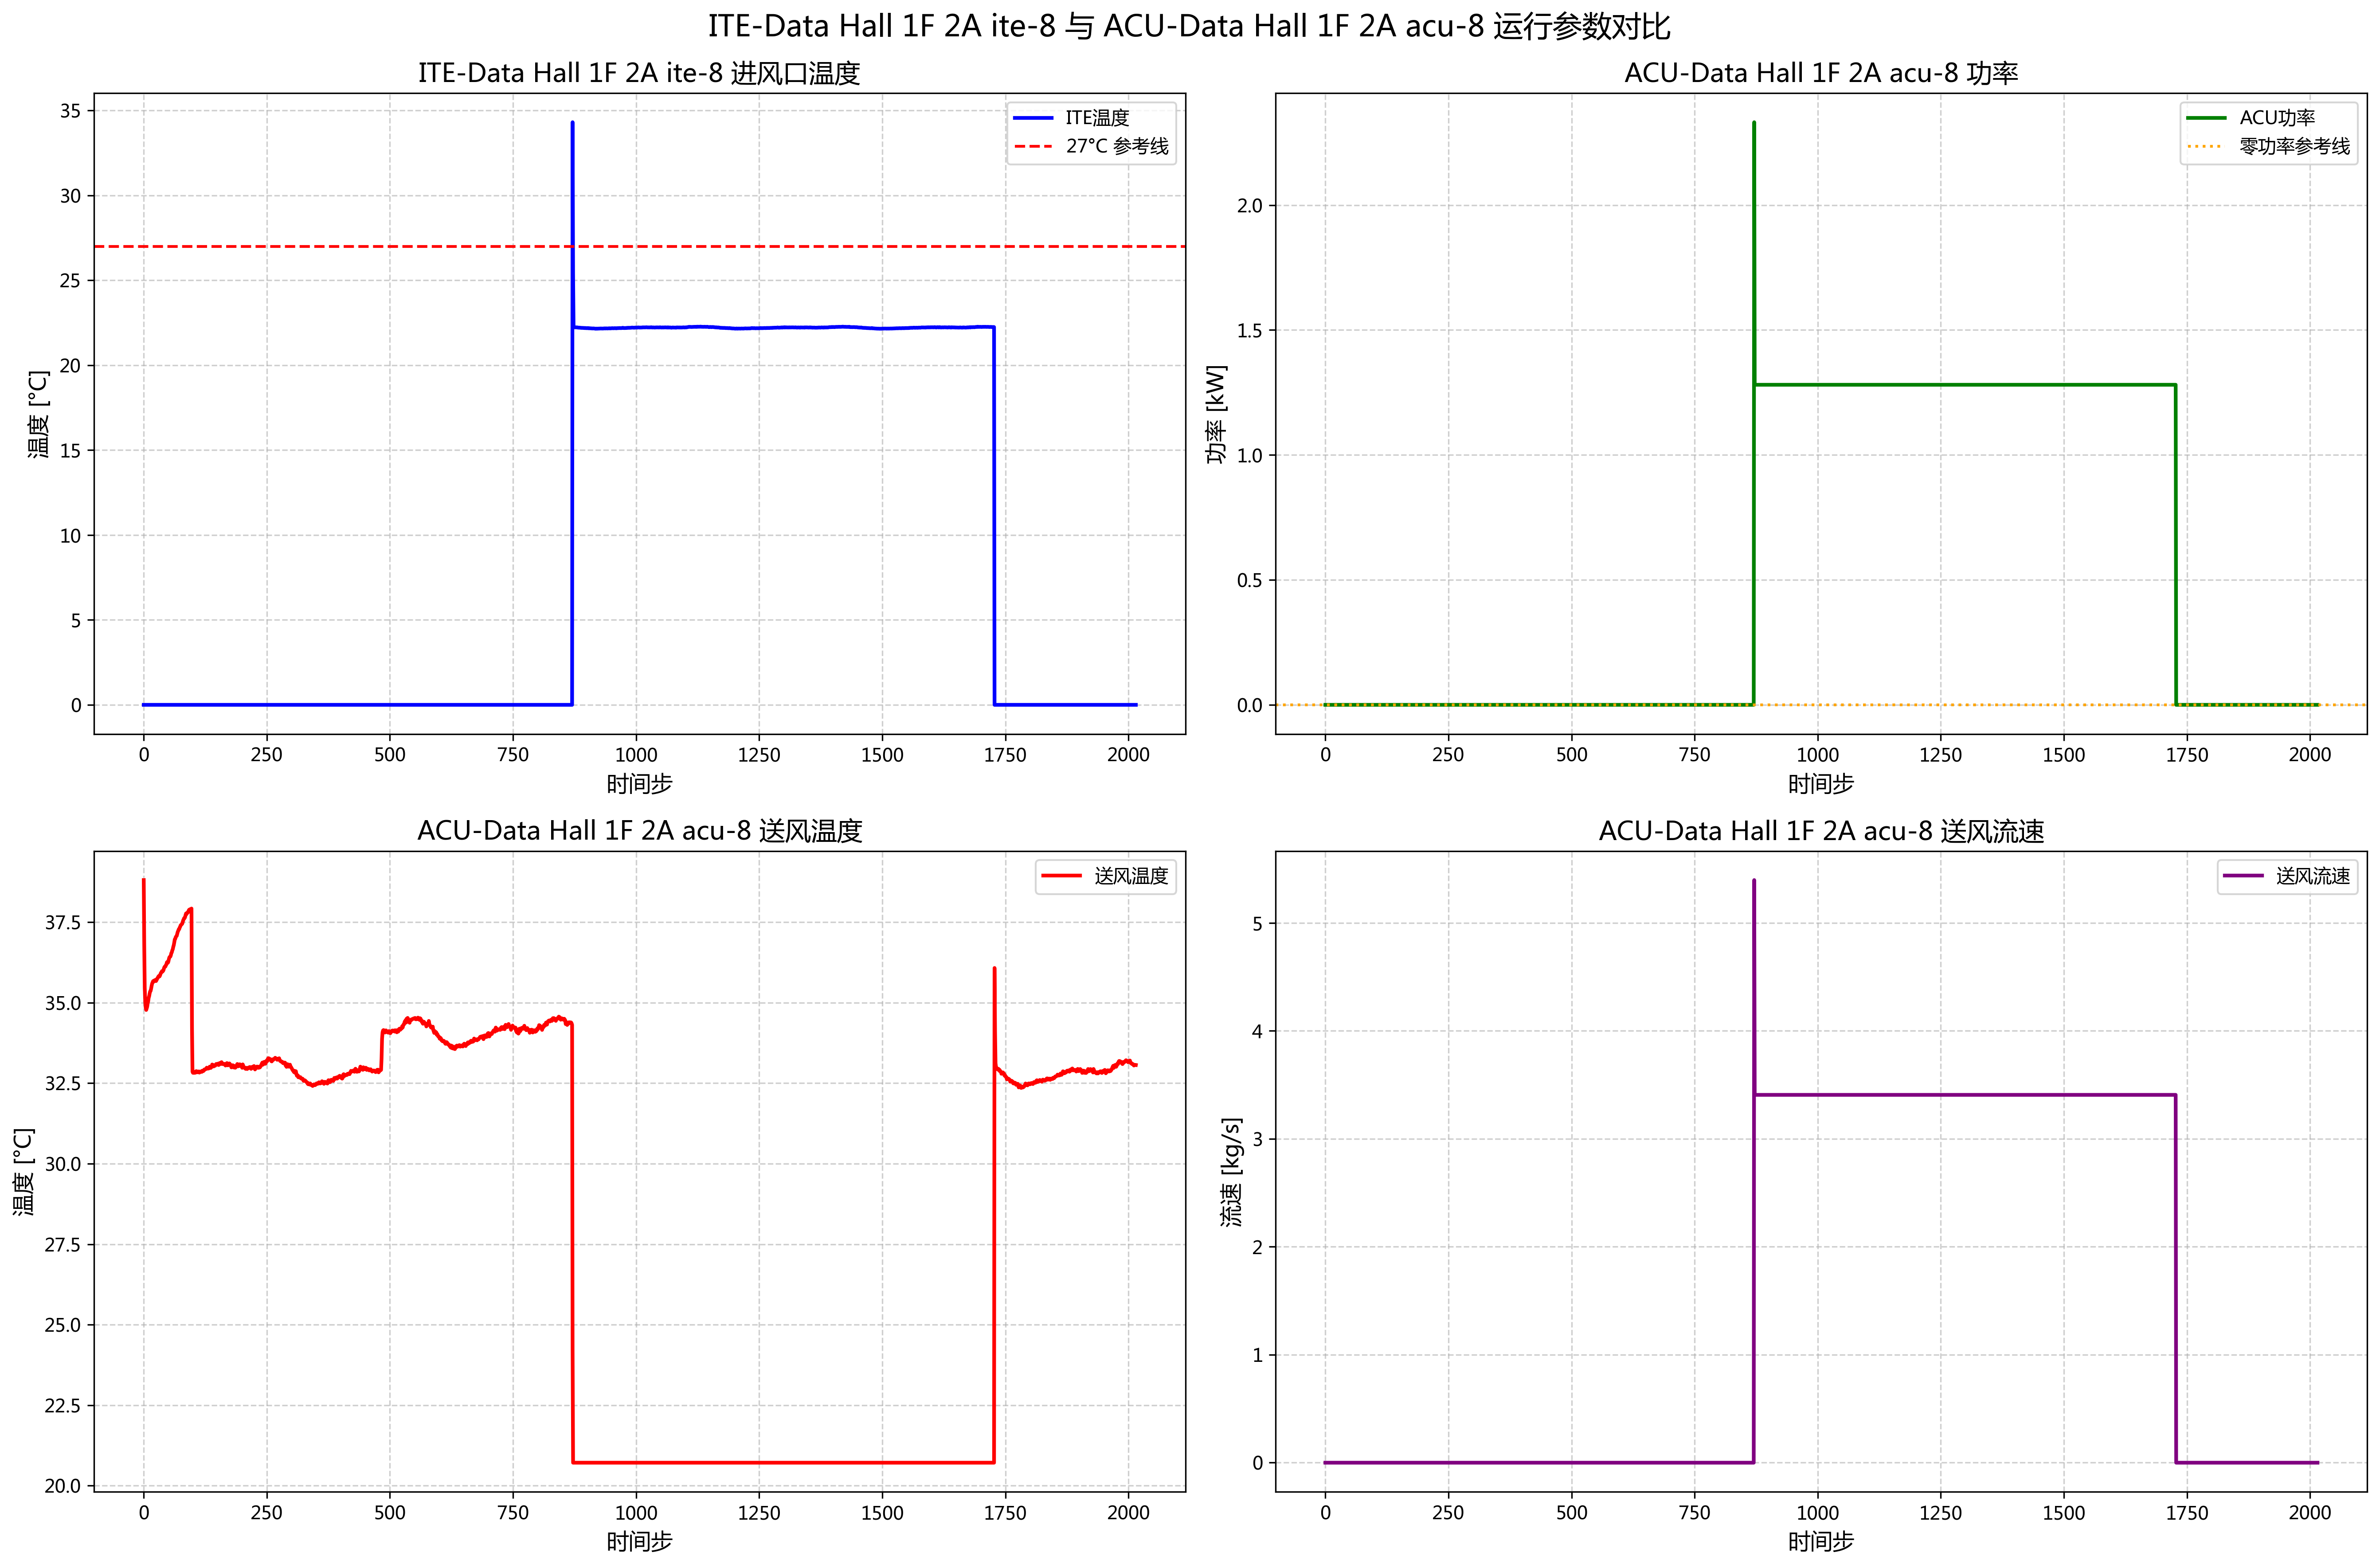 ITE-Data Hall 1F 2A ite-8 与 ACU-Data Hall 1F 2A acu-8 运行参数对比
ITE-Data Hall 1F 2A ite-8 进风口温度
温度 [°C]
35
30
25
20
15
10
5
0
ITE温度
27°C 参考线
0 250 500 750 1000 1250 1500 1750 2000
时间步
ACU-Data Hall 1F 2A acu-8 功率
功率 [kW]
2.0
1.5
1.0
0.5
0.0
ACU功率
零功率参考线
0 250 500 750 1000 1250 1500 1750 2000
时间步
ACU-Data Hall 1F 2A acu-8 送风温度
温度 [°C]
37.5
35.0
32.5
30.0
27.5
25.0
22.5
20.0
送风温度
0 250 500 750 1000 1250 1500 1750 2000
时间步
ACU-Data Hall 1F 2A acu-8 送风流速
流速 [kg/s]
5
4
3
2
1
0
送风流速
0 250 500 750 1000 1250 1500 1750 2000
时间步